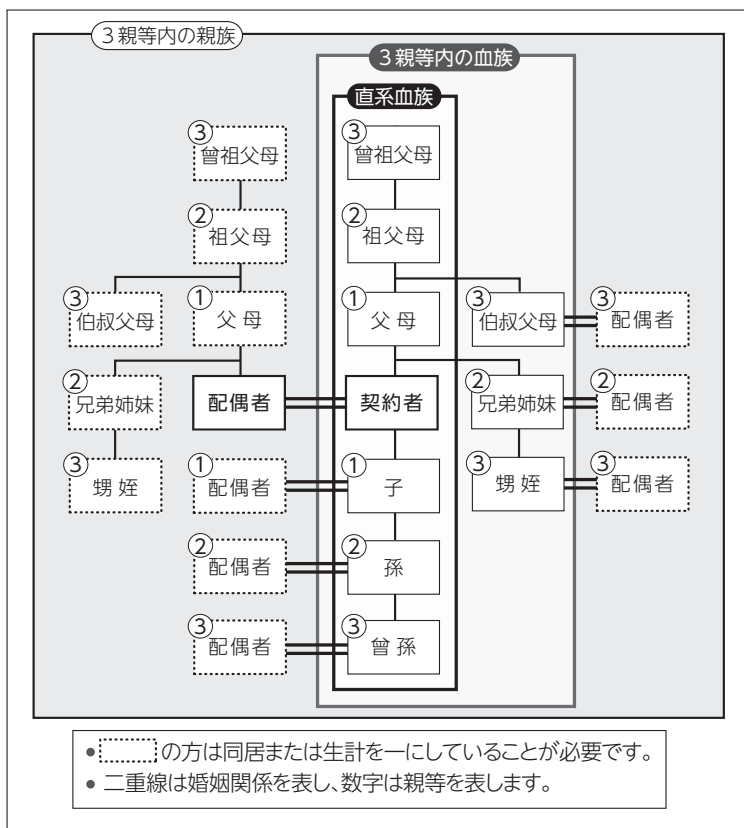 3親等内の親族
3親等内の血族
直系血族
③ ③
曾祖父母 曾祖父母
② ②
祖父母 祖父母
③ ① ① ③ ③
伯叔父母 父母 父母 伯叔父母 配偶者
② ② ②
兄弟姉妹 配偶者 契約者 兄弟姉妹 配偶者
③ ① ① ③ ③
甥姪 配偶者 子 甥姪 配偶者
② ②
配偶者 孫
③ ③
配偶者 曾孫
● の方は同居または生計を一にしていることが必要です。
● 二重線は婚姻関係を表し、数字は親等を表します。